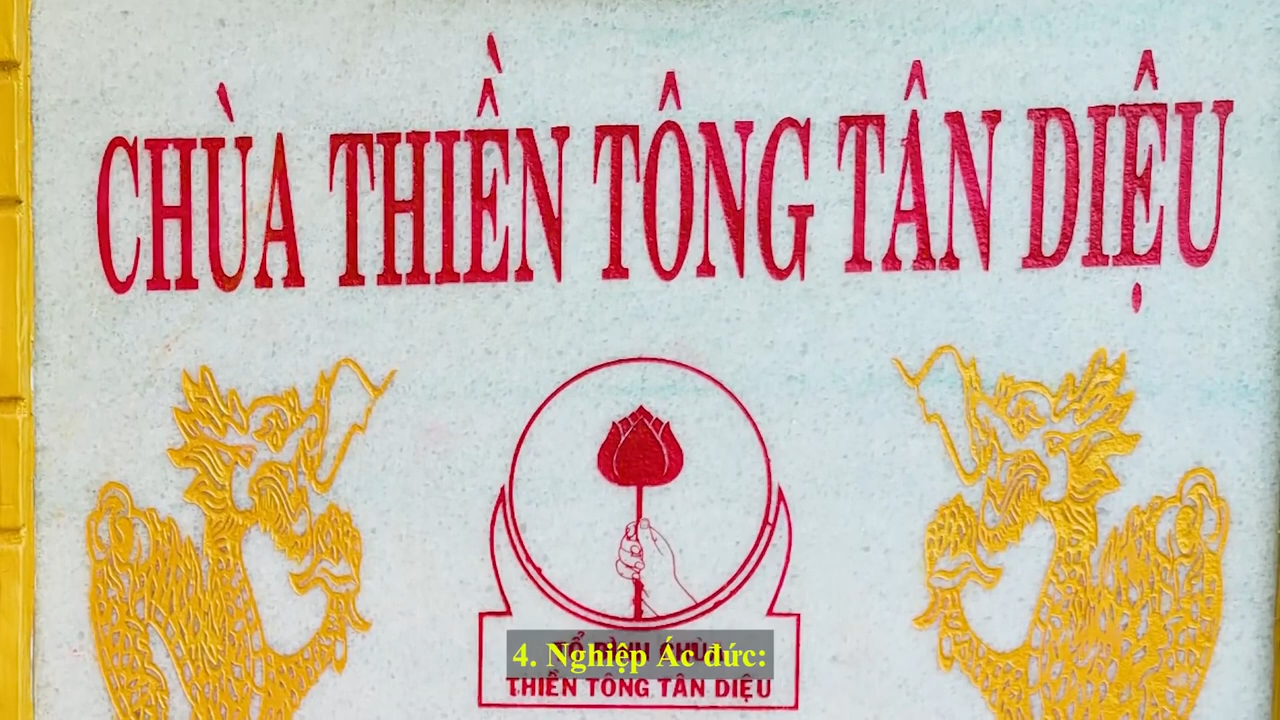 CHÙA THIỀN TÔNG TÂN DIỆU
4. Nghiệp Ác đức:
THIỀN TÔNG TÂN DIỆU